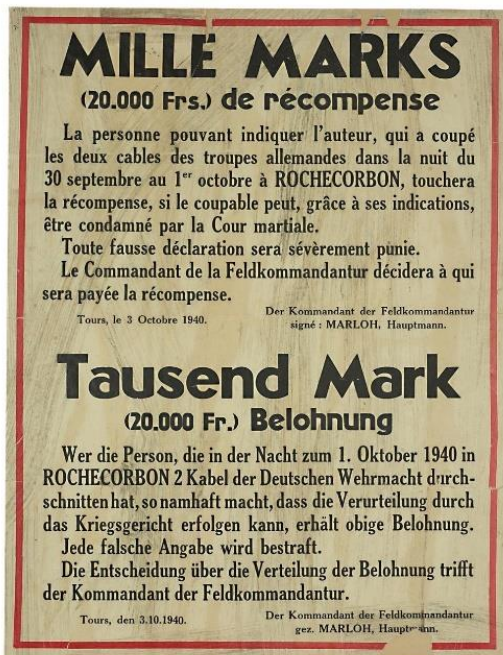 MILLE MARKS
(20.000 Frs.) de récompense
La personne pouvant indiquer l'auteur, qui a coupé
les deux cables des troupes allemandes dans la nuit du
30 septembre au 1er octobre à ROCHECORBON, touchera
la récompense, si le coupable peut, grâce à ses indications,
être condamné par la Cour martiale.
Toute fausse déclaration sera sévèrement punie.
Le Commandant de la Feldkommandantur décidera à qui
sera payée la récompense.
Tours, le 3 Octobre 1940.
Der Kommandant der Feldkommandantur
signé : MARLOH, Hauptmann.
Tausend Mark
(20.000 Fr.) Belohnung
Wer die Person, die in der Nacht zum 1. Oktober 1940 in
ROCHECORBON 2 Kabel der Deutschen Wehrmacht durch-
schnitten hat, so namhaft macht, dass die Verurteilung durch
das Kriegsgericht erfolgen kann, erhält obige Belohnung.
Jede falsche Angabe wird bestraft.
Die Entscheidung über die Verteilung der Belohnung trifft
der Kommandant der Feldkommandantur.
Tours, den 3.10.1940.
Der Kommandant der Feldkommandantur
gez. MARLOH, Hauptmann.